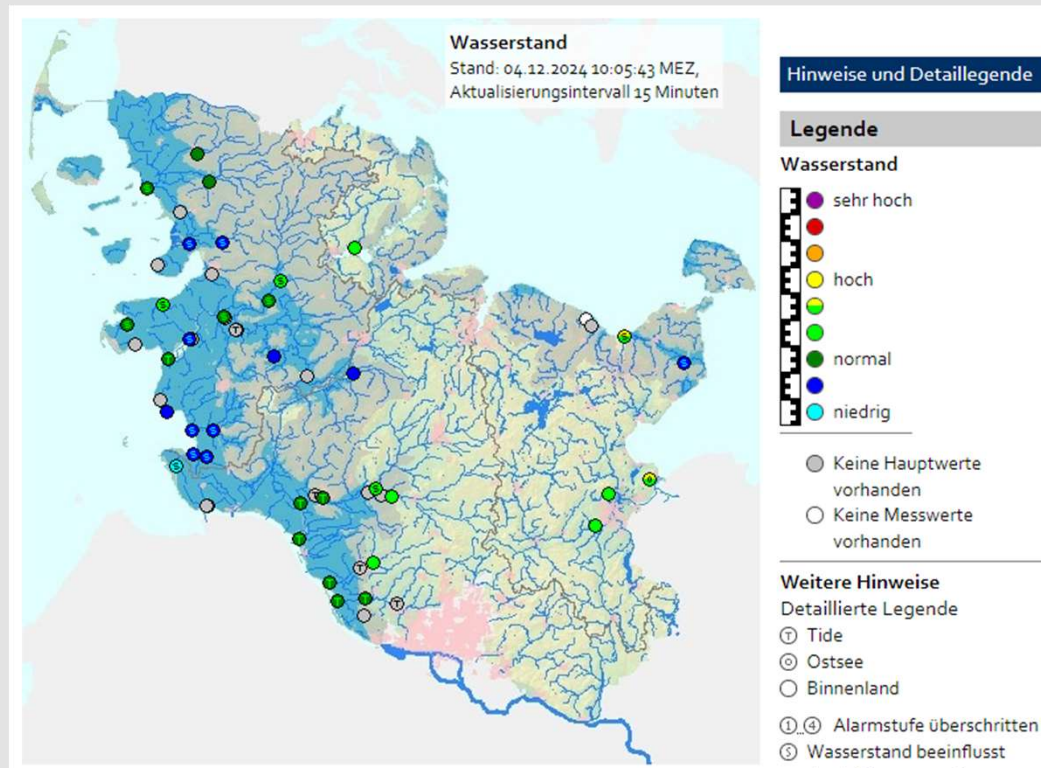 Wasserstand
Stand: 04.12.2024 10:05:43 MEZ,
Aktualisierungsintervall 15 Minuten
Hinweise und Detaillegende
Legende
Wasserstand
sehr hoch
hoch
normal
niedrig
Keine Hauptwerte
vorhanden
Keine Messwerte
vorhanden
Weitere Hinweise
Detaillierte Legende
T Tide
Ostsee
Binnenland
1..4 Alarmstufe überschritten
S Wasserstand beeinflusst